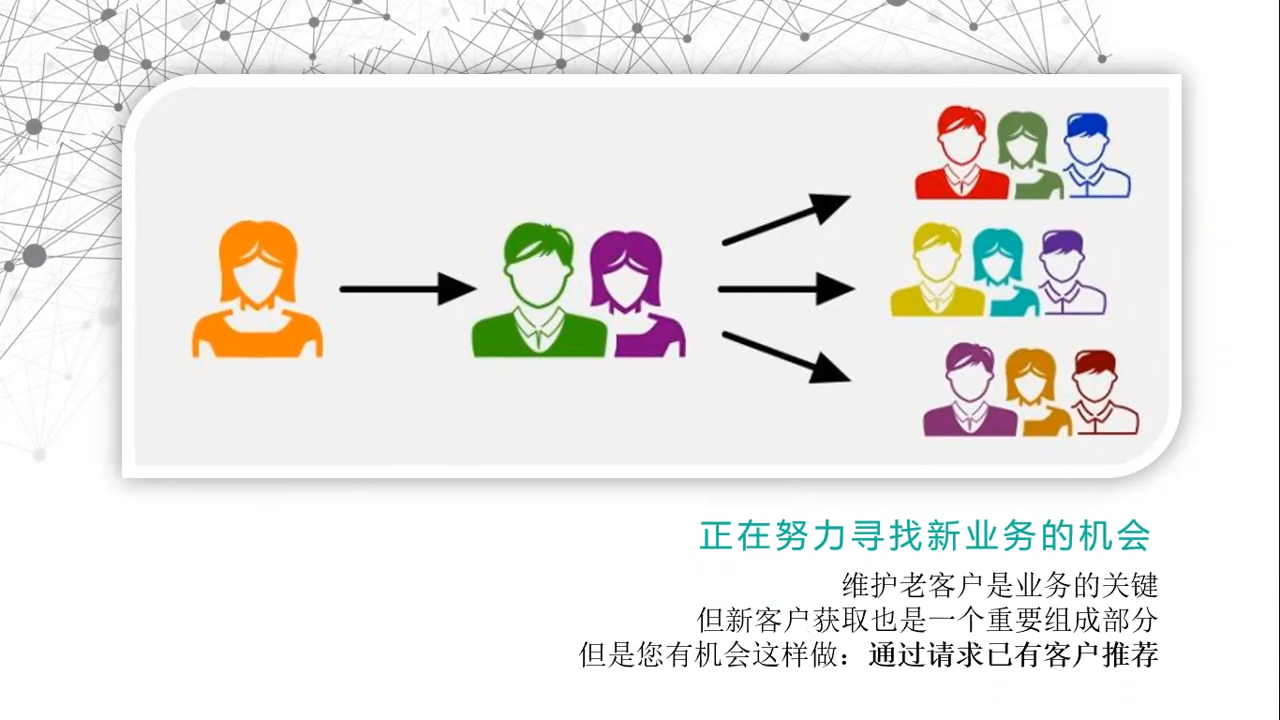 正在努力寻找新业务的机会
维护老客户是业务的关键
但新客户获取也是一个重要组成部分
但是您有机会这样做：通过请求已有客户推荐